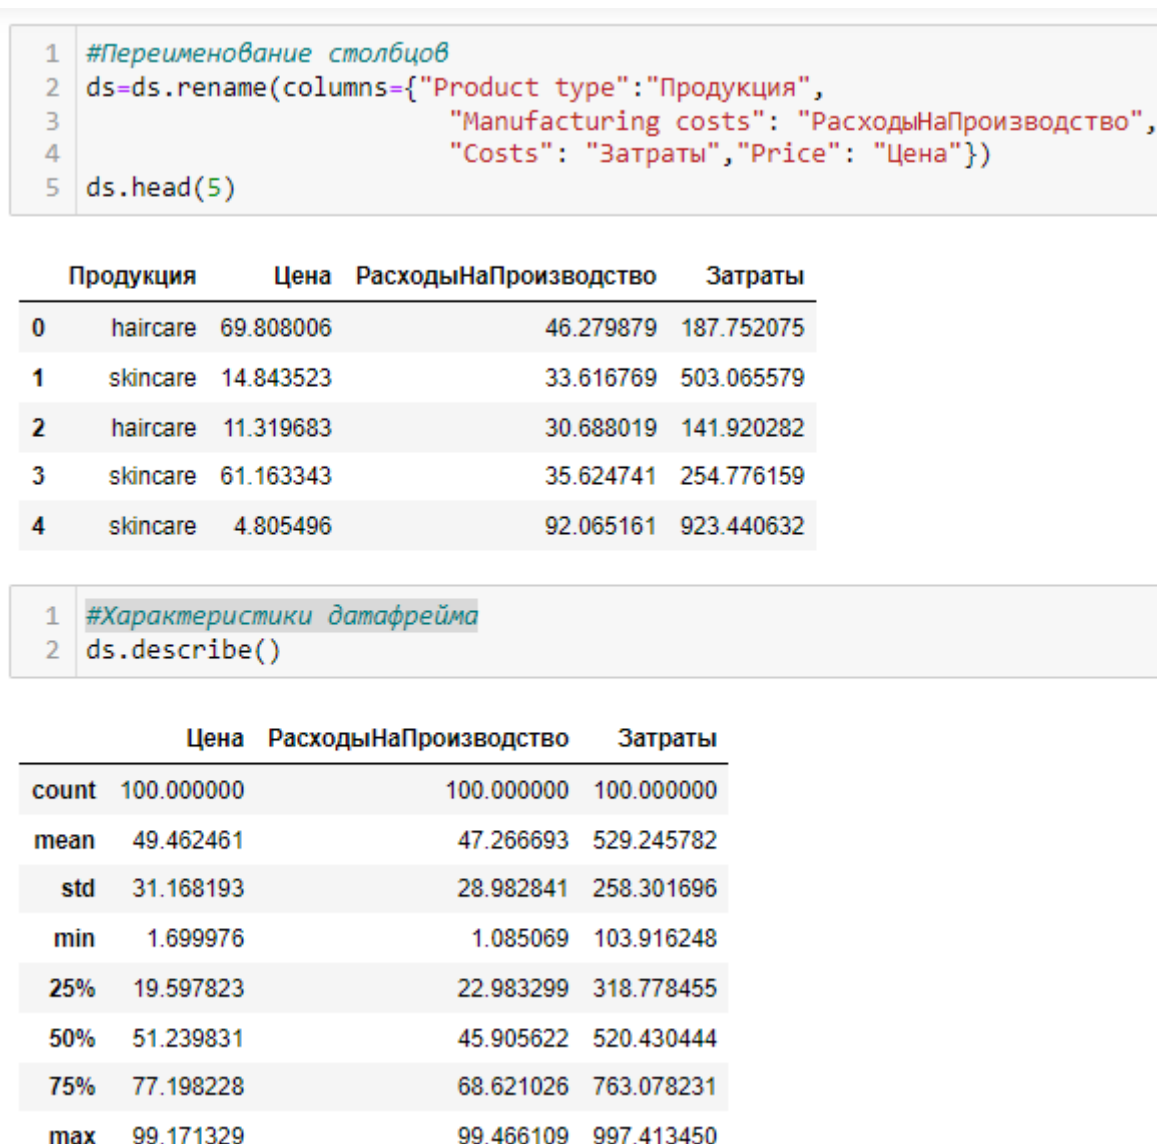 1 #Переименование столбцов
2 ds=ds.rename(columns={"Product type":"Продукция",
3 "Manufacturing costs": "РасходыНаПроизводство",
4 "Costs": "Затраты","Price": "Цена"})
5 ds.head(5)
Продукция Цена РасходыНаПроизводство Затраты
0 haircare 69.808006 46.279879 187.752075
1 skincare 14.843523 33.616769 503.065579
2 haircare 11.319683 30.688019 141.920282
3 skincare 61.163343 35.624741 254.776159
4 skincare 4.805496 92.065161 923.440632
1 #Характеристики датафрейма
2 ds.describe()
Цена РасходыНаПроизводство Затраты
count 100.000000 100.000000 100.000000
mean 49.462461 47.266693 529.245782
std 31.168193 28.982841 258.301696
min 1.699976 1.085069 103.916248
25% 19.597823 22.983299 318.778455
50% 51.239831 45.905622 520.430444
75% 77.198228 68.621026 763.078231
max 99.171329 99.466109 997.413450